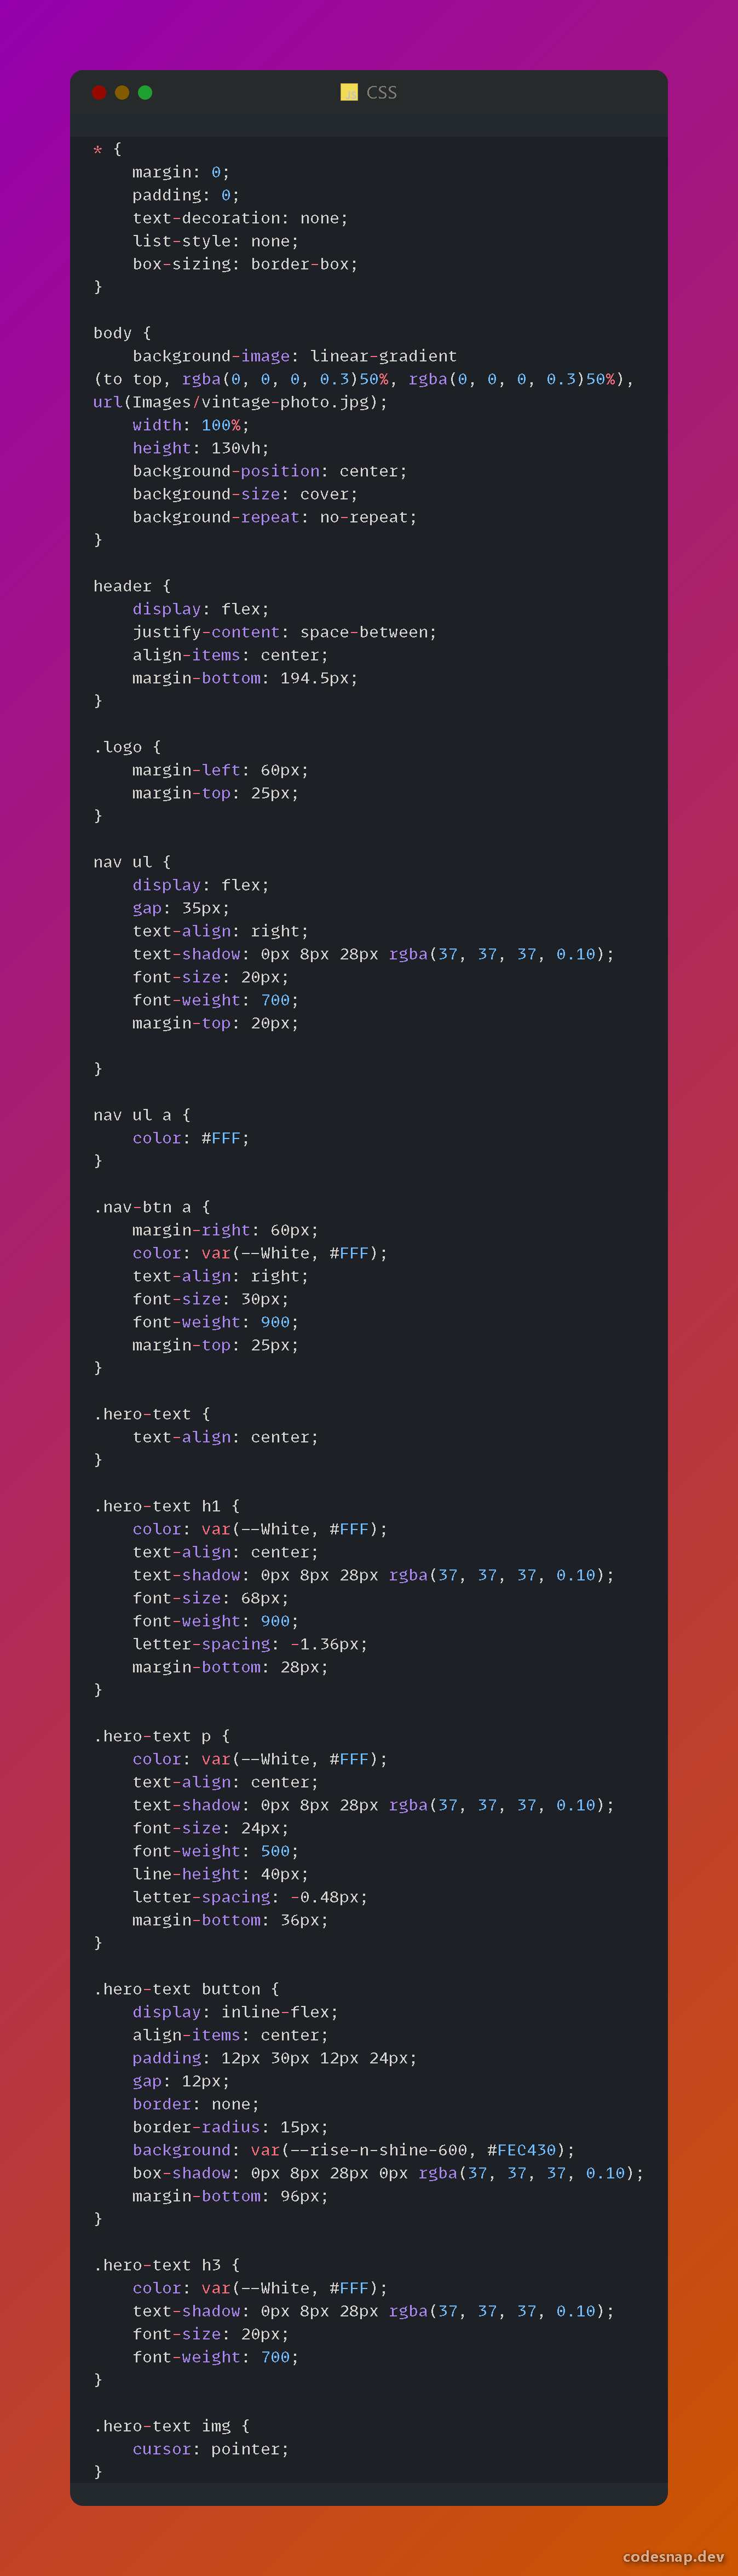 CSS
* {
    margin: 0;
    padding: 0;
    text-decoration: none;
    list-style: none;
    box-sizing: border-box;
}

body {
    background-image: linear-gradient
(to top, rgba(0, 0, 0, 0.3)50%, rgba(0, 0, 0, 0.3)50%),
url(Images/vintage-photo.jpg);
    width: 100%;
    height: 130vh;
    background-position: center;
    background-size: cover;
    background-repeat: no-repeat;
}

header {
    display: flex;
    justify-content: space-between;
    align-items: center;
    margin-bottom: 194.5px;
}

.logo {
    margin-left: 60px;
    margin-top: 25px;
}

nav ul {
    display: flex;
    gap: 35px;
    text-align: right;
    text-shadow: 0px 8px 28px rgba(37, 37, 37, 0.10);
    font-size: 20px;
    font-weight: 700;
    margin-top: 20px;

}

nav ul a {
    color: #FFF;
}

.nav-btn a {
    margin-right: 60px;
    color: var(--White, #FFF);
    text-align: right;
    font-size: 30px;
    font-weight: 900;
    margin-top: 25px;
}

.hero-text {
    text-align: center;
}

.hero-text h1 {
    color: var(--White, #FFF);
    text-align: center;
    text-shadow: 0px 8px 28px rgba(37, 37, 37, 0.10);
    font-size: 68px;
    font-weight: 900;
    letter-spacing: -1.36px;
    margin-bottom: 28px;
}

.hero-text p {
    color: var(--White, #FFF);
    text-align: center;
    text-shadow: 0px 8px 28px rgba(37, 37, 37, 0.10);
    font-size: 24px;
    font-weight: 500;
    line-height: 40px;
    letter-spacing: -0.48px;
    margin-bottom: 36px;
}

.hero-text button {
    display: inline-flex;
    align-items: center;
    padding: 12px 30px 12px 24px;
    gap: 12px;
    border: none;
    border-radius: 15px;
    background: var(--rise-n-shine-600, #FEC430);
    box-shadow: 0px 8px 28px 0px rgba(37, 37, 37, 0.10);
    margin-bottom: 96px;
}

.hero-text h3 {
    color: var(--White, #FFF);
    text-shadow: 0px 8px 28px rgba(37, 37, 37, 0.10);
    font-size: 20px;
    font-weight: 700;
}

.hero-text img {
    cursor: pointer;
}
codesnap.dev